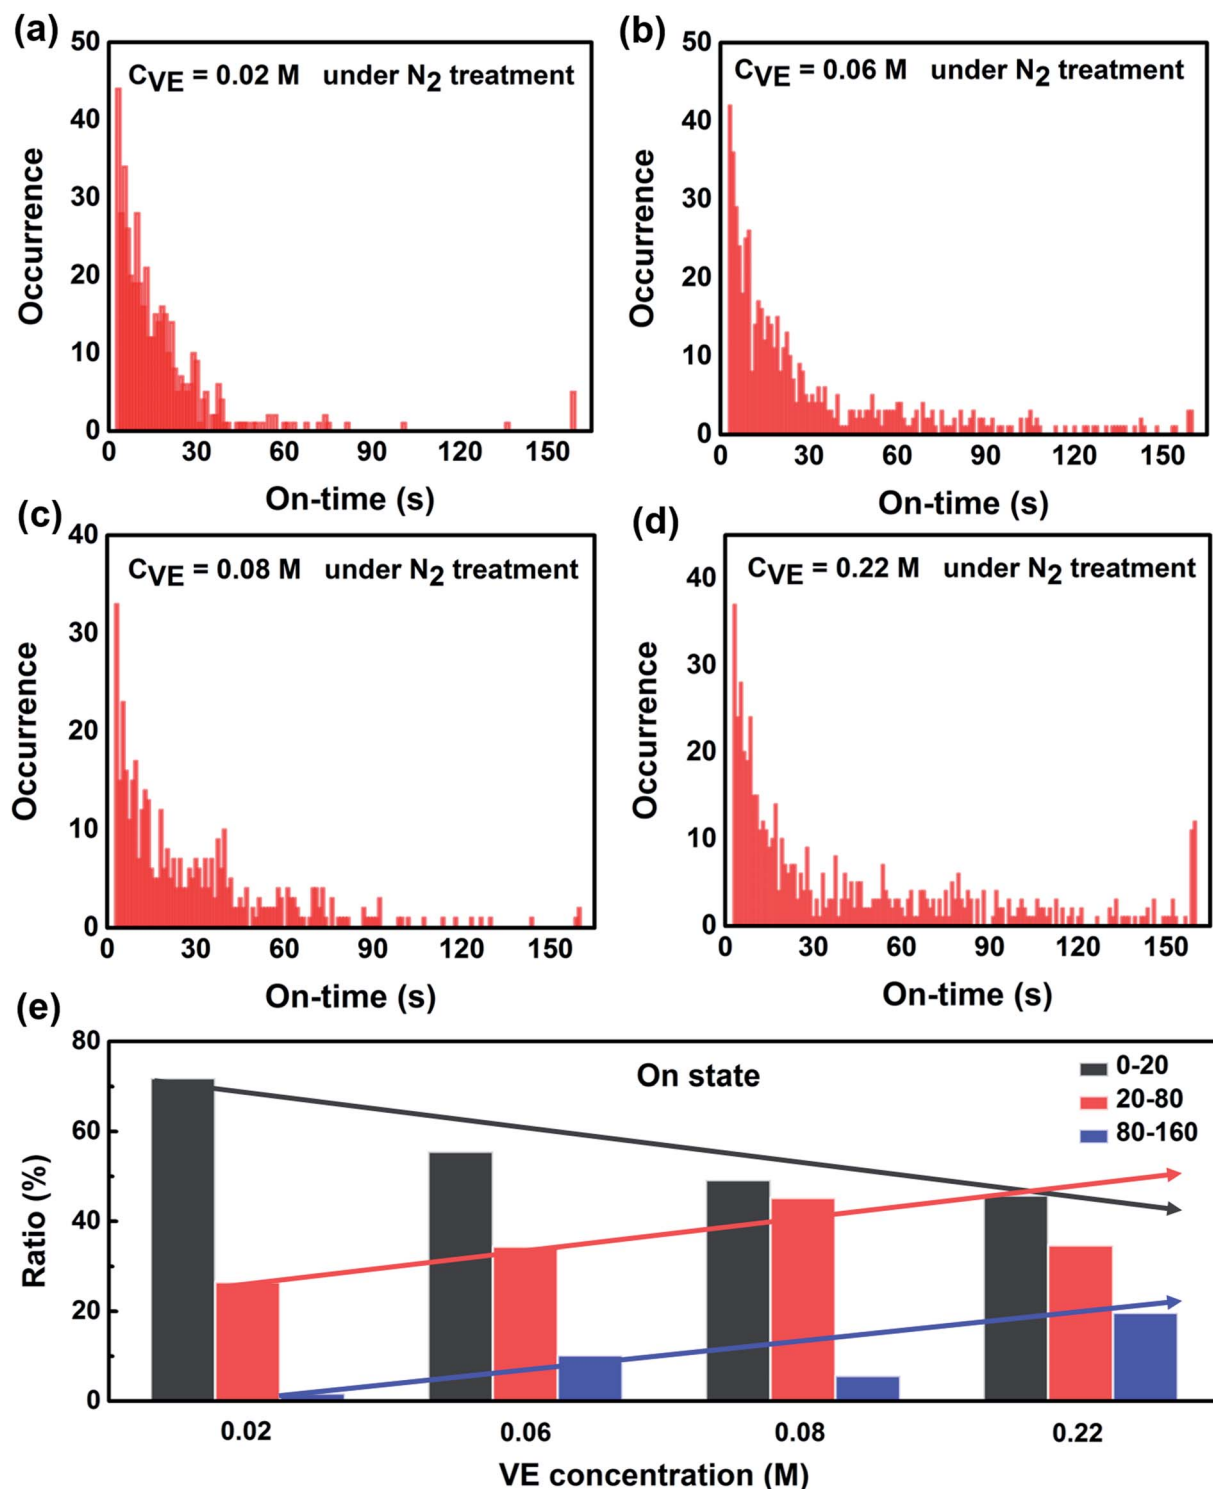 (a)
50
40
30
20
10
0
Occurrence
C_VE = 0.02 M under N2 treatment
0 30 60 90 120 150
On-time (s)
(b)
50
40
30
20
10
0
Occurrence
C_VE = 0.06 M under N2 treatment
0 30 60 90 120 150
On-time (s)
(c)
40
30
20
10
0
Occurrence
C_VE = 0.08 M under N2 treatment
0 30 60 90 120 150
On-time (s)
(d)
40
30
20
10
0
Occurrence
C_VE = 0.22 M under N2 treatment
0 30 60 90 120 150
On-time (s)
(e)
80
60
40
20
0
Ratio (%)
On state
0-20
20-80
80-160
0.02 0.06 0.08 0.22
VE concentration (M)